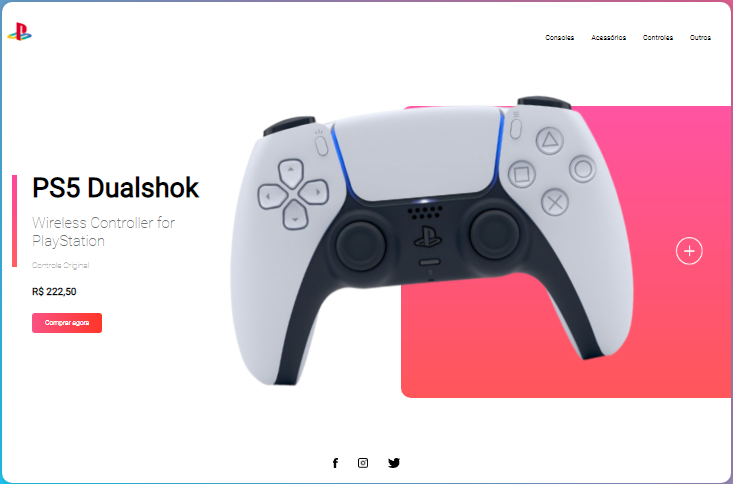 Consoles Acessórios Controles Outros
PS5 Dualshok
Wireless Controller for
PlayStation
Controle Original
R$ 222,50
Comprar agora